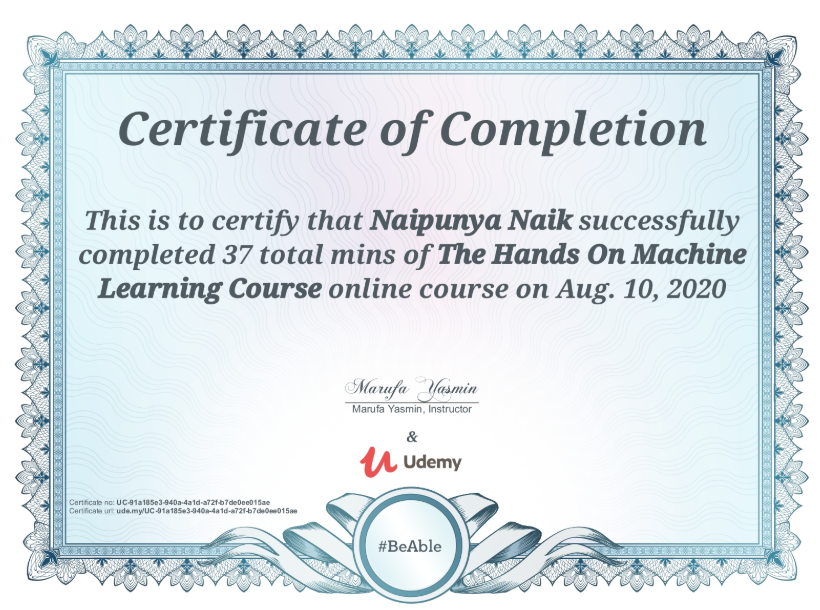 Certificate of Completion
This is to certify that Naipunya Naik successfully
completed 37 total mins of The Hands On Machine
Learning Course online course on Aug. 10, 2020
Marufa Yasmin
Marufa Yasmin, Instructor
&
Udemy
Certificate no: UC-91a185e3-940a-4a1d-a72f-b7de0ee015ae
Certificate url: ude.my/UC-91a185e3-940a-4a1d-a72f-b7de0ee015ae
#BeAble